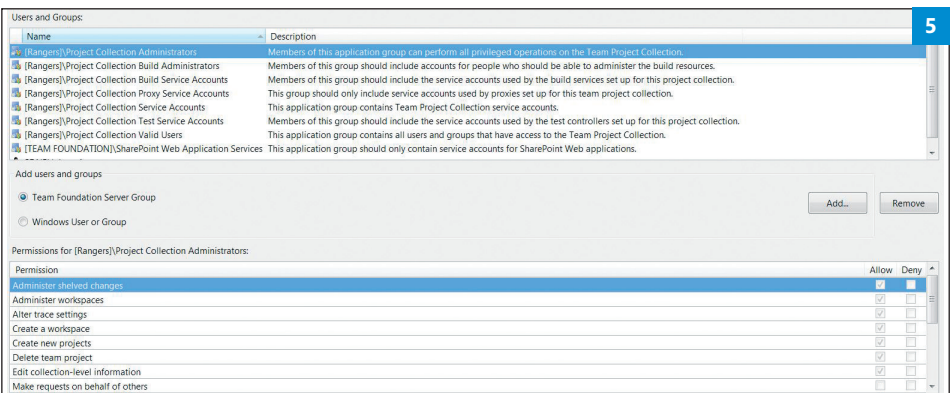 Users and Groups:
5
Name Description
[Rangers]\Project Collection Administrators Members of this application group can perform all privileged operations on the Team Project Collection.
[Rangers]\Project Collection Build Administrators Members of this group should include accounts for people who should be able to administer the build resources.
[Rangers]\Project Collection Build Service Accounts Members of this group should include the service accounts used by the build services set up for this project collection.
[Rangers]\Project Collection Proxy Service Accounts This group should only include service accounts used by proxies set up for this team project collection.
[Rangers]\Project Collection Service Accounts This application group contains Team Project Collection service accounts.
[Rangers]\Project Collection Test Service Accounts Members of this group should include the service accounts used by the test controllers set up for this project collection.
[Rangers]\Project Collection Valid Users This application group contains all users and groups that have access to the Team Project Collection.
[TEAM FOUNDATION]\SharePoint Web Application Services This application group should only contain service accounts for SharePoint Web applications.
Add users and groups
Team Foundation Server Group
Add... Remove
Windows User or Group
Permissions for [Rangers]\Project Collection Administrators:
Permission Allow Deny
Administer shelved changes
Administer workspaces
Alter trace settings
Create a workspace
Create new projects
Delete team project
Edit collection-level information
Make requests on behalf of others